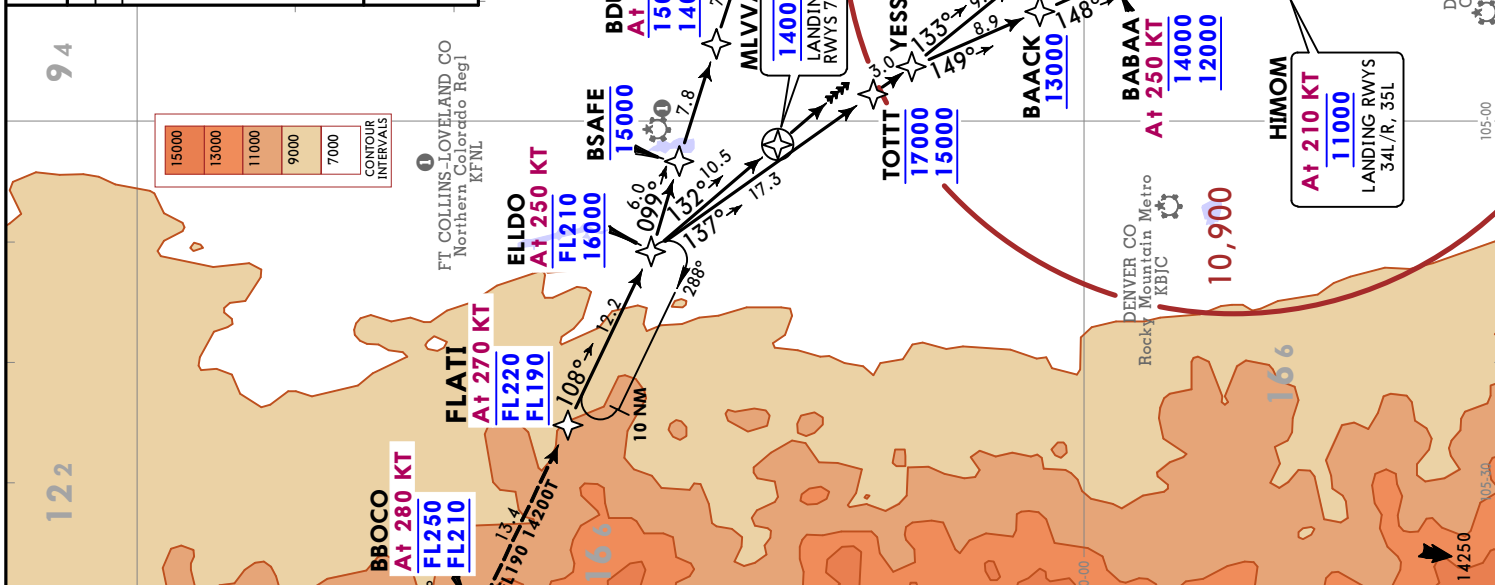 9⁴
12²
16⁶
16⁶
15000
13000
11000
9000
7000
CONTOUR
INTERVALS
1
FT COLLINS-LOVELAND CO
Northern Colorado Regl
KFNL
1
BSAFE
15000
7.8
MLVV
1400
LANDIN
RWYS 7
3.0
YESS
133°
149°
8.9
148°
BAACK
13000
BABAA
At 250 KT
14000
12000
HIMOM
At 210 KT
11000
LANDING RWYS
34L/R, 35L
105-00
TOTTT
17000
15000
ELLDO
At 250 KT
FL210
16000
6.0
099°
132°
10.5
137°
17.3
288°
12.2
108°
10 NM
FLATI
At 270 KT
FL220
FL190
BBOCO
At 280 KT
FL250
FL210
13.4
FL190 14200T
DENVER CO
Rocky Mountain Metro
KBJC
10,900
105-30
14250